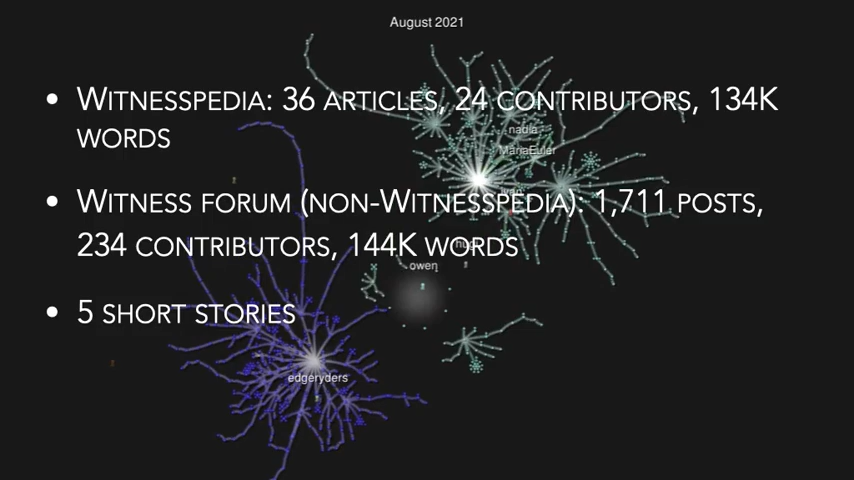 August 2021
• Witnesspedia: 36 articles, 24 contributors, 134K
words
nadia
MariaEuler
• Witness forum (non-Witnesspedia): 1,711 posts,
234 contributors, 144K words
owen
• 5 short stories
edgeryders